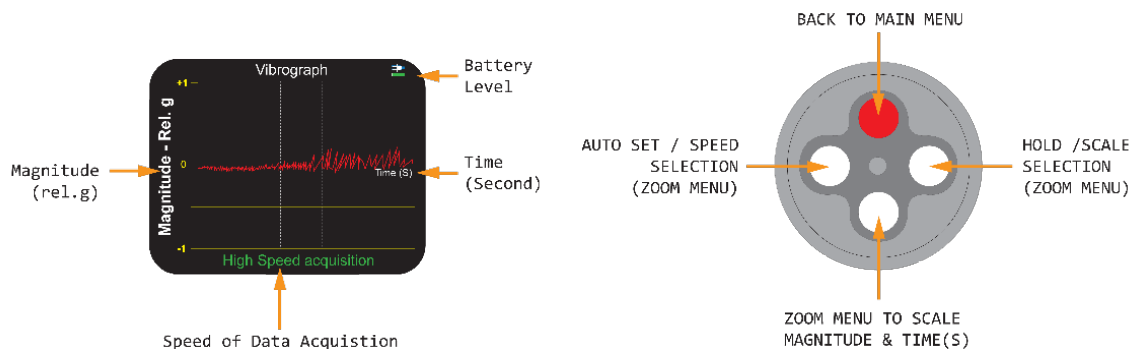 Vibrograph
+1
0
-1
Magnitude - Rel. g
Time (S)
High Speed acquisition
Battery
Level
Magnitude
(rel.g)
Time
(Second)
Speed of Data Acquistion
BACK TO MAIN MENU
AUTO SET / SPEED
SELECTION
(ZOOM MENU)
HOLD /SCALE
SELECTION
(ZOOM MENU)
ZOOM MENU TO SCALE
MAGNITUDE & TIME(S)